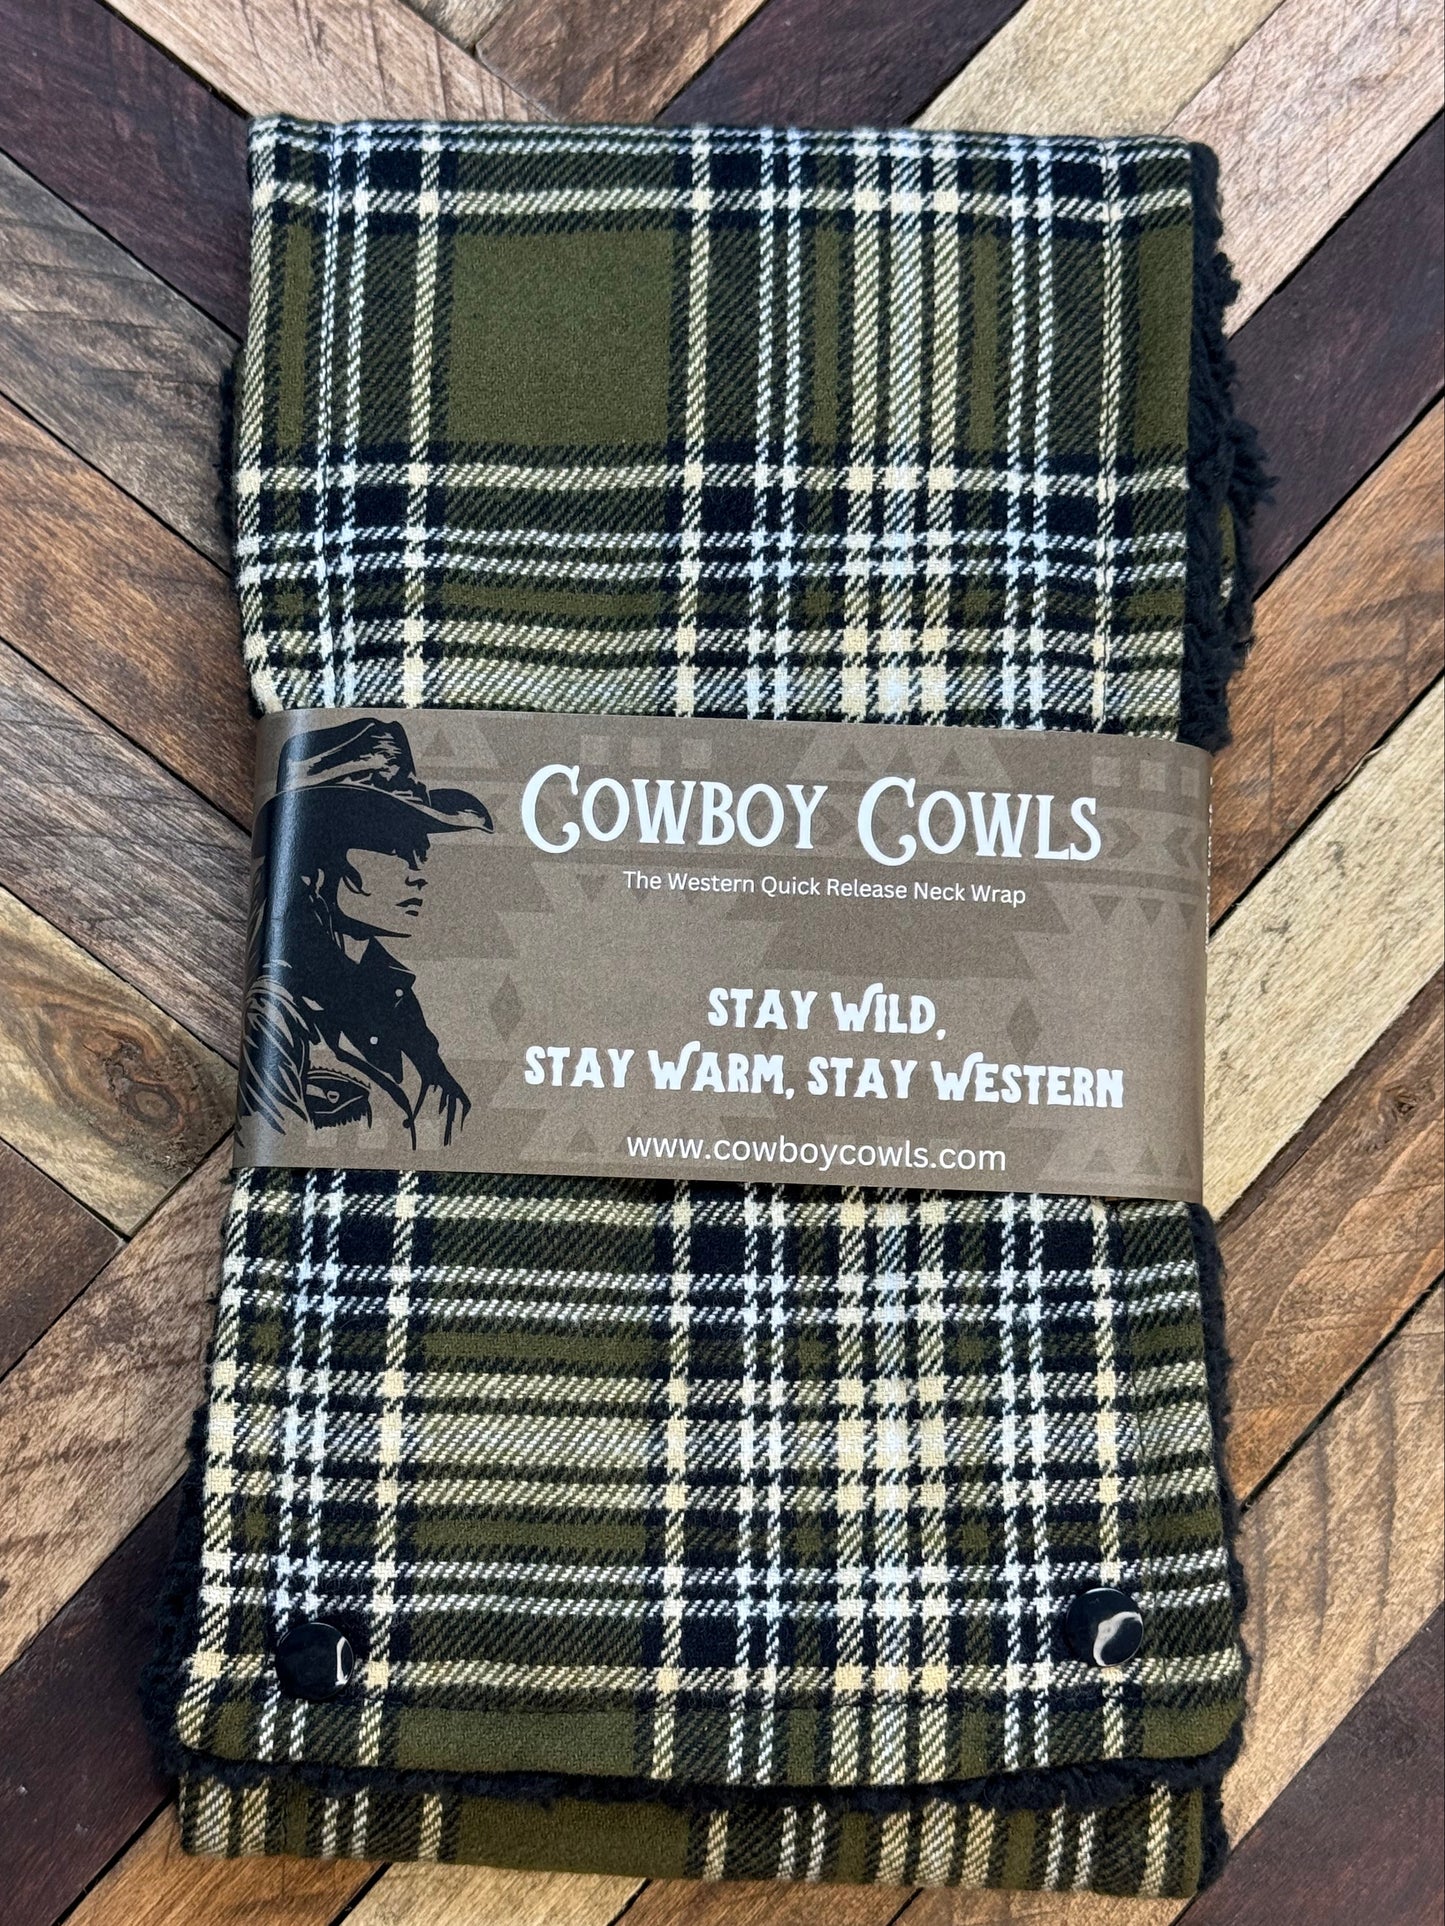 COWBOY COWLS
The Western Quick Release Neck Wrap
STAY WILD,
STAY WARM, STAY WESTERN
www.cowboycowls.com